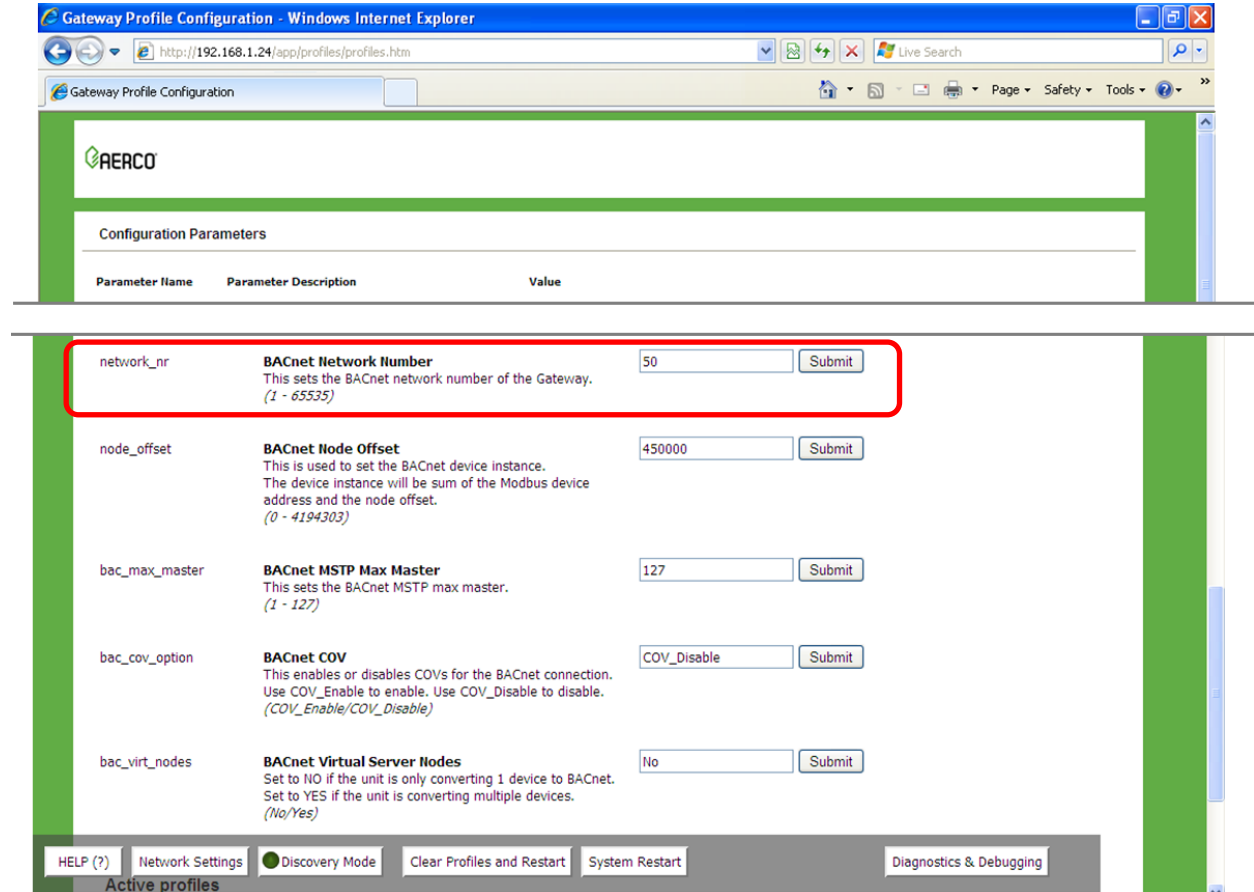 Gateway Profile Configuration - Windows Internet Explorer
http://192.168.1.24/app/profiles/profiles.htm
Live Search
Gateway Profile Configuration
Page
Safety
Tools
»
AERCO
Configuration Parameters
Parameter Name Parameter Description Value
network_nr BACnet Network Number 50 Submit
This sets the BACnet network number of the Gateway.
(1 - 65535)
node_offset BACnet Node Offset 450000 Submit
This is used to set the BACnet device instance.
The device instance will be sum of the Modbus device
address and the node offset.
(0 - 4194303)
bac_max_master BACnet MSTP Max Master 127 Submit
This sets the BACnet MSTP max master.
(1 - 127)
bac_cov_option BACnet COV COV_Disable Submit
This enables or disables COVs for the BACnet connection.
Use COV_Enable to enable. Use COV_Disable to disable.
(COV_Enable/COV_Disable)
bac_virt_nodes BACnet Virtual Server Nodes No Submit
Set to NO if the unit is only converting 1 device to BACnet.
Set to YES if the unit is converting multiple devices.
(No/Yes)
HELP (?) Network Settings Discovery Mode Clear Profiles and Restart System Restart Diagnostics & Debugging
Active profiles